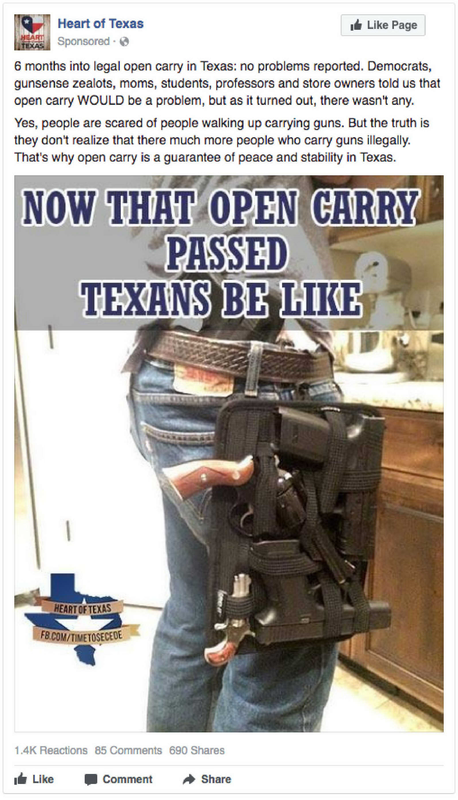 HEART
OF
TEXAS
Heart of Texas
Like Page
Sponsored ·
6 months into legal open carry in Texas: no problems reported. Democrats,
gunsense zealots, moms, students, professors and store owners told us that
open carry WOULD be a problem, but as it turned out, there wasn't any.
Yes, people are scared of people walking up carrying guns. But the truth is
they don't realize that there much more people who carry guns illegally.
That's why open carry is a guarantee of peace and stability in Texas.
NOW THAT OPEN CARRY
PASSED
TEXANS BE LIKE
HEART OF TEXAS
FB.COM/TIMETOSECEDE
1.4K Reactions 85 Comments 690 Shares
Like Comment Share